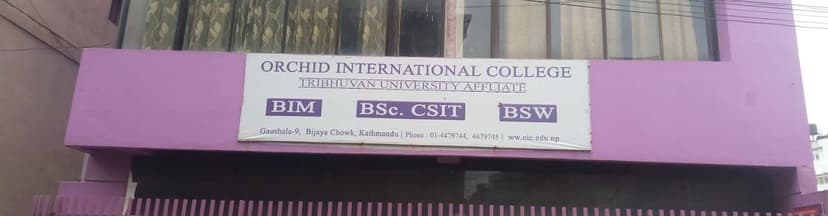 ORCHID INTERNATIONAL COLLEGE
TRIBHUVAN UNIVERSITY AFFLIATE
BIM BSc. CSIT BSW
Gaushala-9, Bijaya Chowk, Kathmandu | Phone : 01-4479744, 4479745 | ww.oic.edu.np